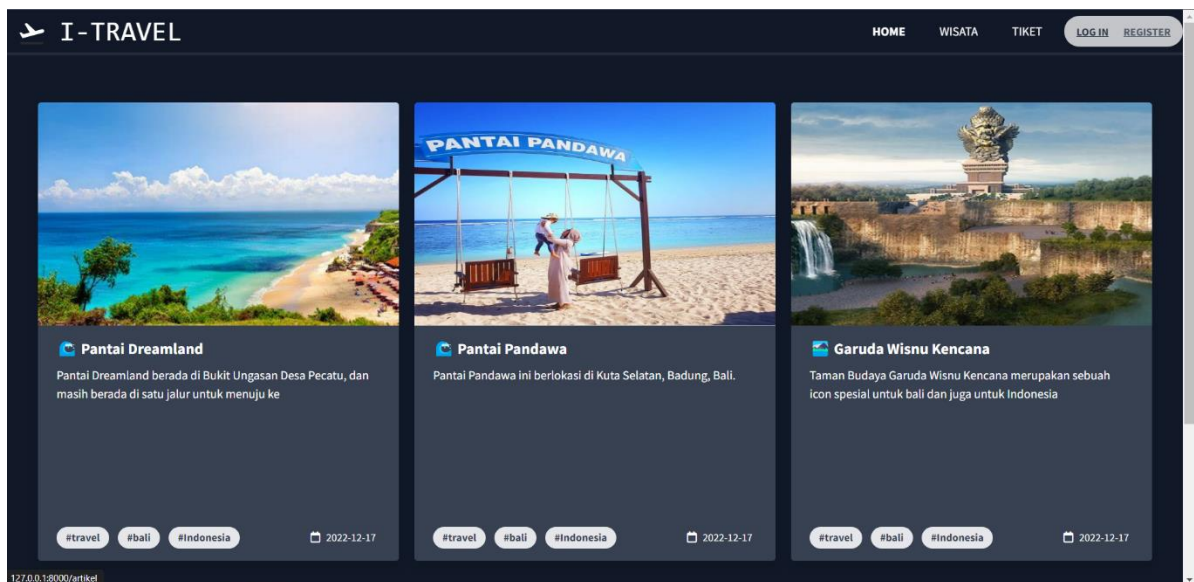 I-TRAVEL
HOME WISATA TIKET LOG IN REGISTER
PANTAI PANDAWA
Pantai Dreamland
Pantai Dreamland berada di Bukit Ungasan Desa Pecatu, dan
masih berada di satu jalur untuk menuju ke
#travel #bali #Indonesia 2022-12-17
Pantai Pandawa
Pantai Pandawa ini berlokasi di Kuta Selatan, Badung, Bali.
#travel #bali #Indonesia 2022-12-17
Garuda Wisnu Kencana
Taman Budaya Garuda Wisnu Kencana merupakan sebuah
icon spesial untuk bali dan juga untuk Indonesia
#travel #bali #Indonesia 2022-12-17
127.0.0.1:8000/artikel